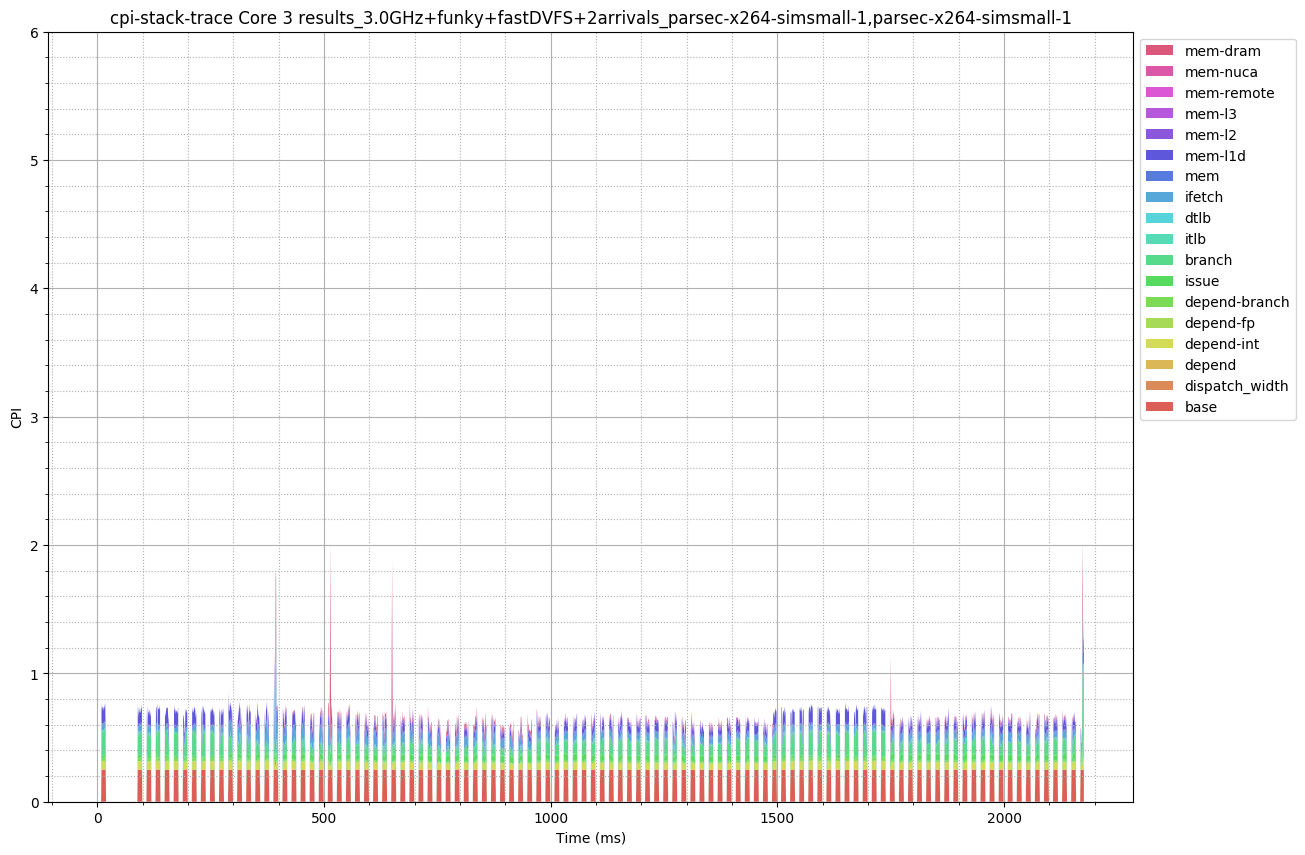 cpi-stack-trace Core 3 results_3.0GHz+funky+fastDVFS+2arrivals_parsec-x264-simsmall-1,parsec-x264-simsmall-1
6
5
4
3
2
1
0
CPI
0 500 1000 1500 2000
Time (ms)
mem-dram
mem-nuca
mem-remote
mem-l3
mem-l2
mem-l1d
mem
ifetch
dtlb
itlb
branch
issue
depend-branch
depend-fp
depend-int
depend
dispatch_width
base